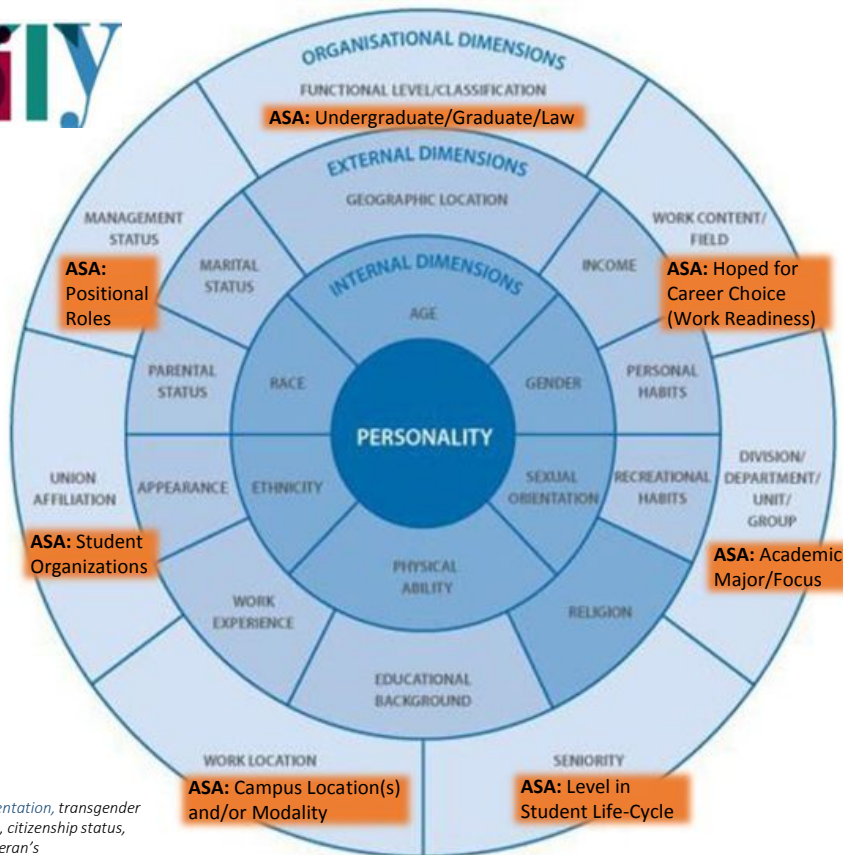 ity
ORGANISATIONAL DIMENSIONS
FUNCTIONAL LEVEL/CLASSIFICATION
ASA: Undergraduate/Graduate/Law
EXTERNAL DIMENSIONS
GEOGRAPHIC LOCATION
MANAGEMENT
STATUS
ASA:
Positional
Roles
MARITAL
STATUS
INTERNAL DIMENSIONS
AGE
INCOME
WORK CONTENT/
FIELD
ASA: Hoped for
Career Choice
(Work Readiness)
PARENTAL
STATUS
RACE
GENDER
PERSONAL
HABITS
PERSONALITY
UNION
AFFILIATION
ASA: Student
Organizations
APPEARANCE
ETHNICITY
SEXUAL
ORIENTATION
RECREATIONAL
HABITS
DIVISION/
DEPARTMENT/
UNIT/
GROUP
ASA: Academic
Major/Focus
WORK
EXPERIENCE
PHYSICAL
ABILITY
RELIGION
EDUCATIONAL
BACKGROUND
WORK LOCATION
ASA: Campus Location(s)
and/or Modality
SENIORITY
ASA: Level in
Student Life-Cycle
entation, transgender
, citizenship status,
eran's